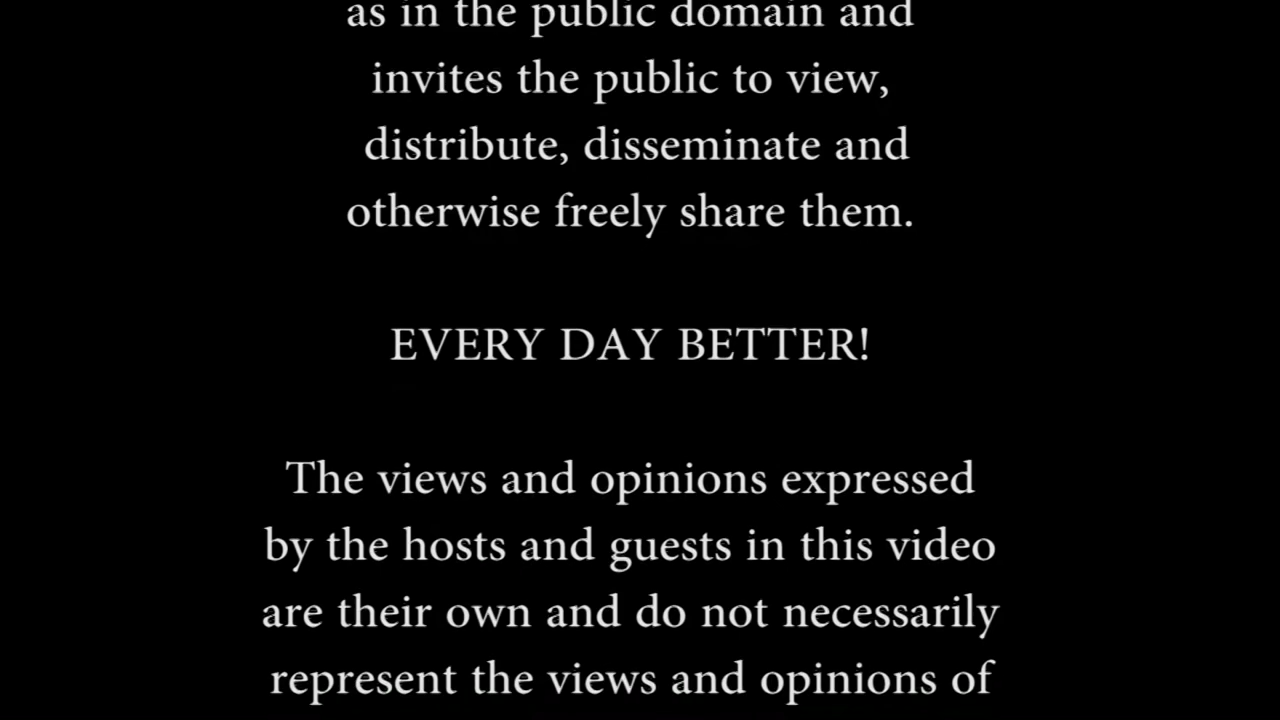 as in the public domain and
invites the public to view,
distribute, disseminate and
otherwise freely share them.
EVERY DAY BETTER!
The views and opinions expressed
by the hosts and guests in this video
are their own and do not necessarily
represent the views and opinions of